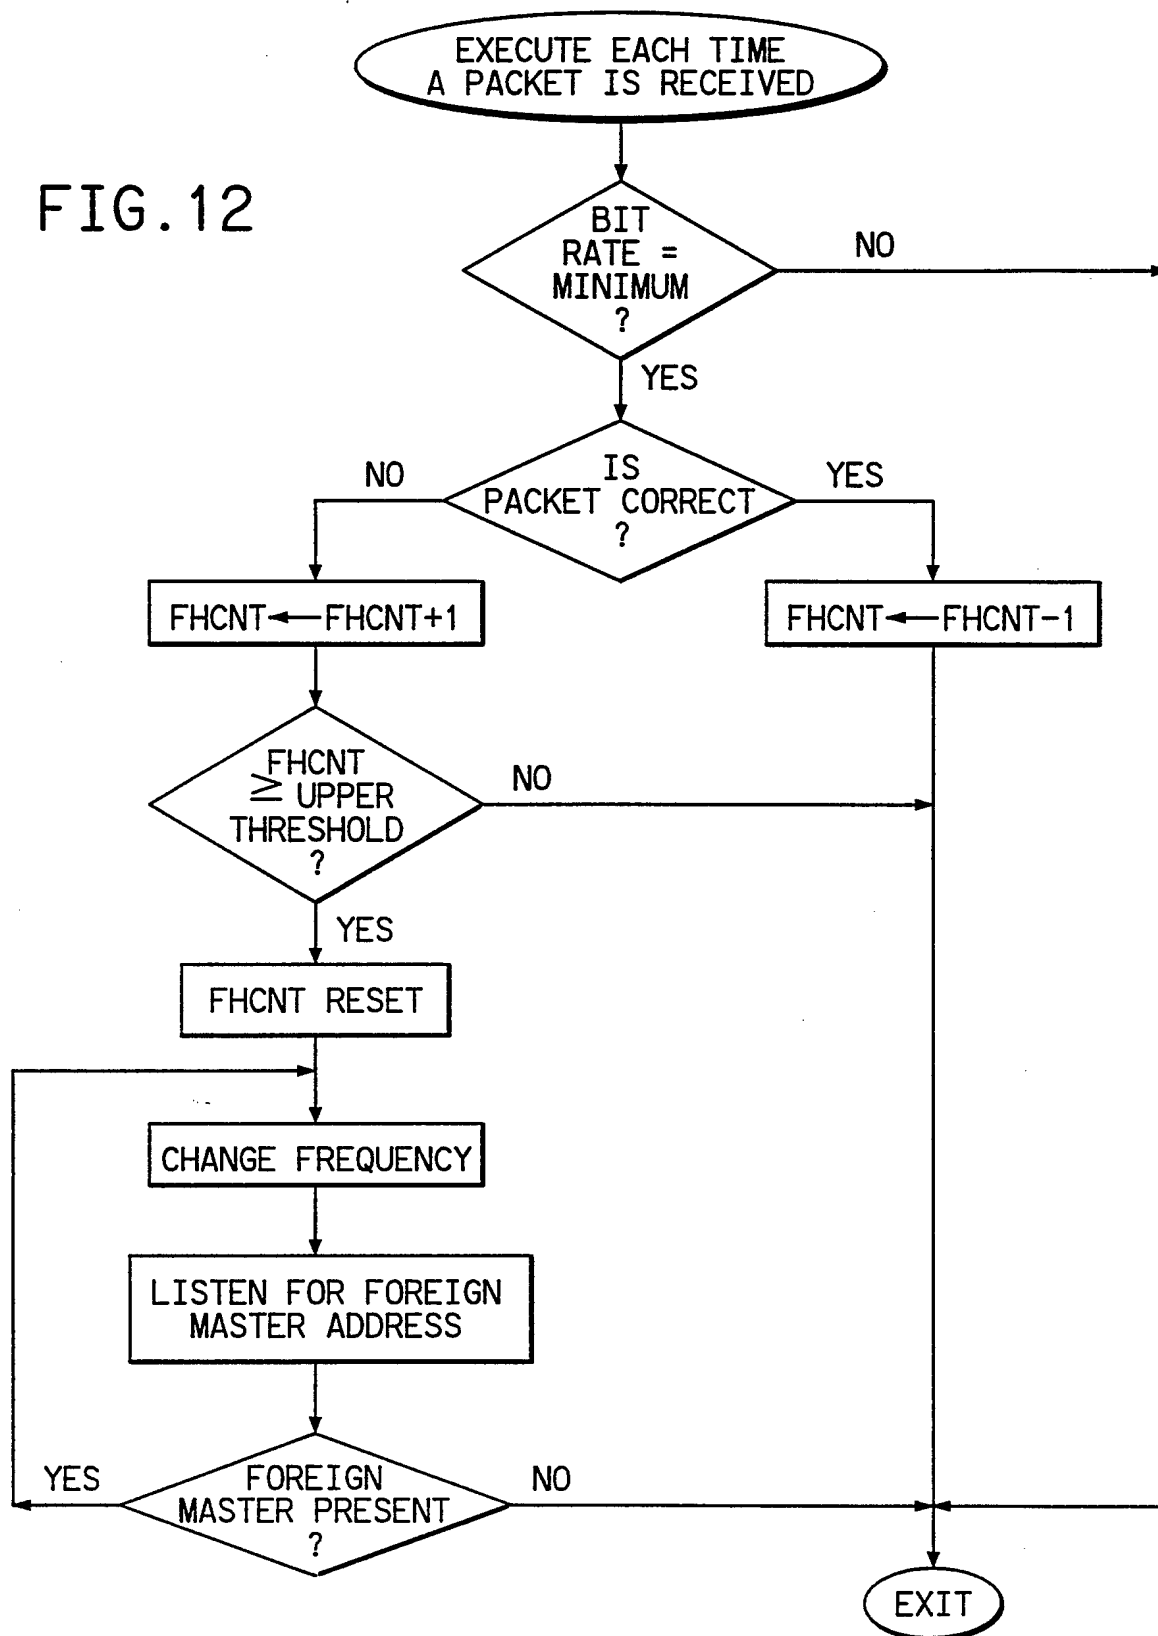 EXECUTE EACH TIME
A PACKET IS RECEIVED
FIG.12
BIT
RATE =
MINIMUM
?
NO
YES
IS
PACKET CORRECT
?
NO
YES
FHCNT←FHCNT+1
FHCNT←FHCNT-1
FHCNT
≥ UPPER
THRESHOLD
?
NO
YES
FHCNT RESET
CHANGE FREQUENCY
LISTEN FOR FOREIGN
MASTER ADDRESS
FOREIGN
MASTER PRESENT
?
YES
NO
EXIT